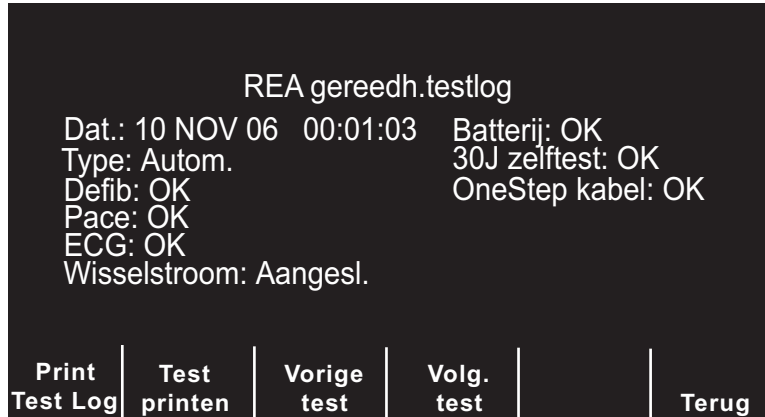 REA gereedh.testlog
Dat.: 10 NOV 06 00:01:03
Type: Autom.
Defib: OK
Pace: OK
ECG: OK
Wisselstroom: Aangesl.
Batterij: OK
30J zelftest: OK
OneStep kabel: OK
Print
Test Log
Test
printen
Vorige
test
Volg.
test
Terug